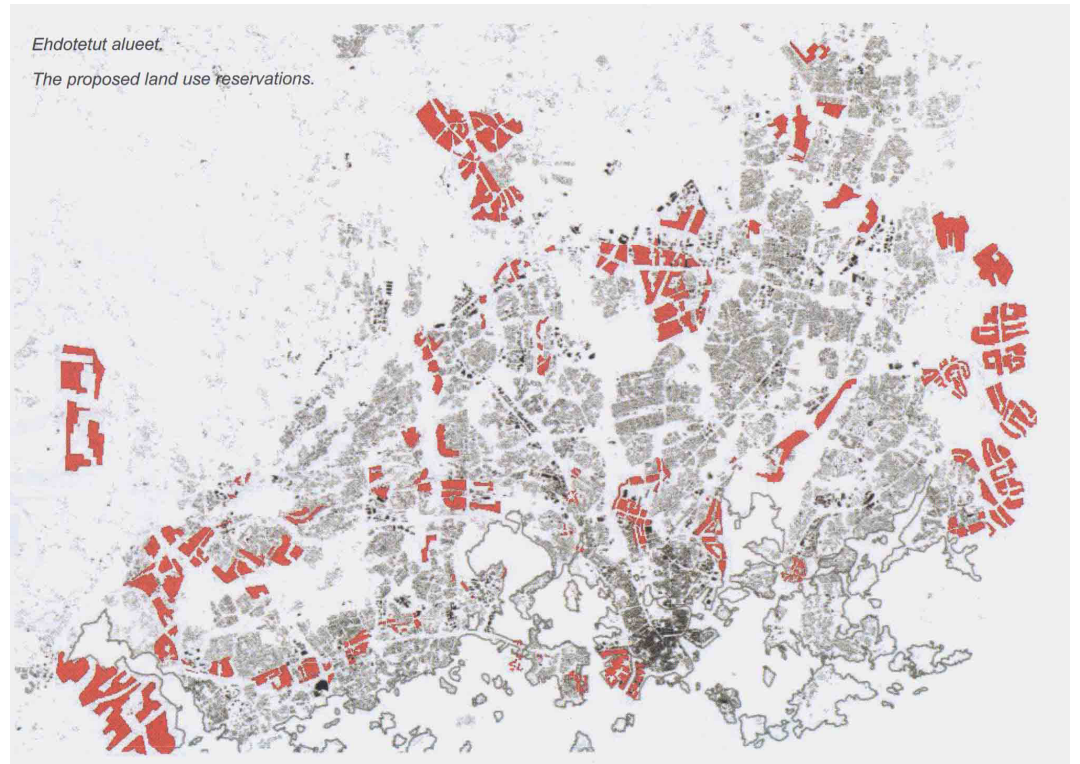 Ehdotetut alueet.
The proposed land use reservations.